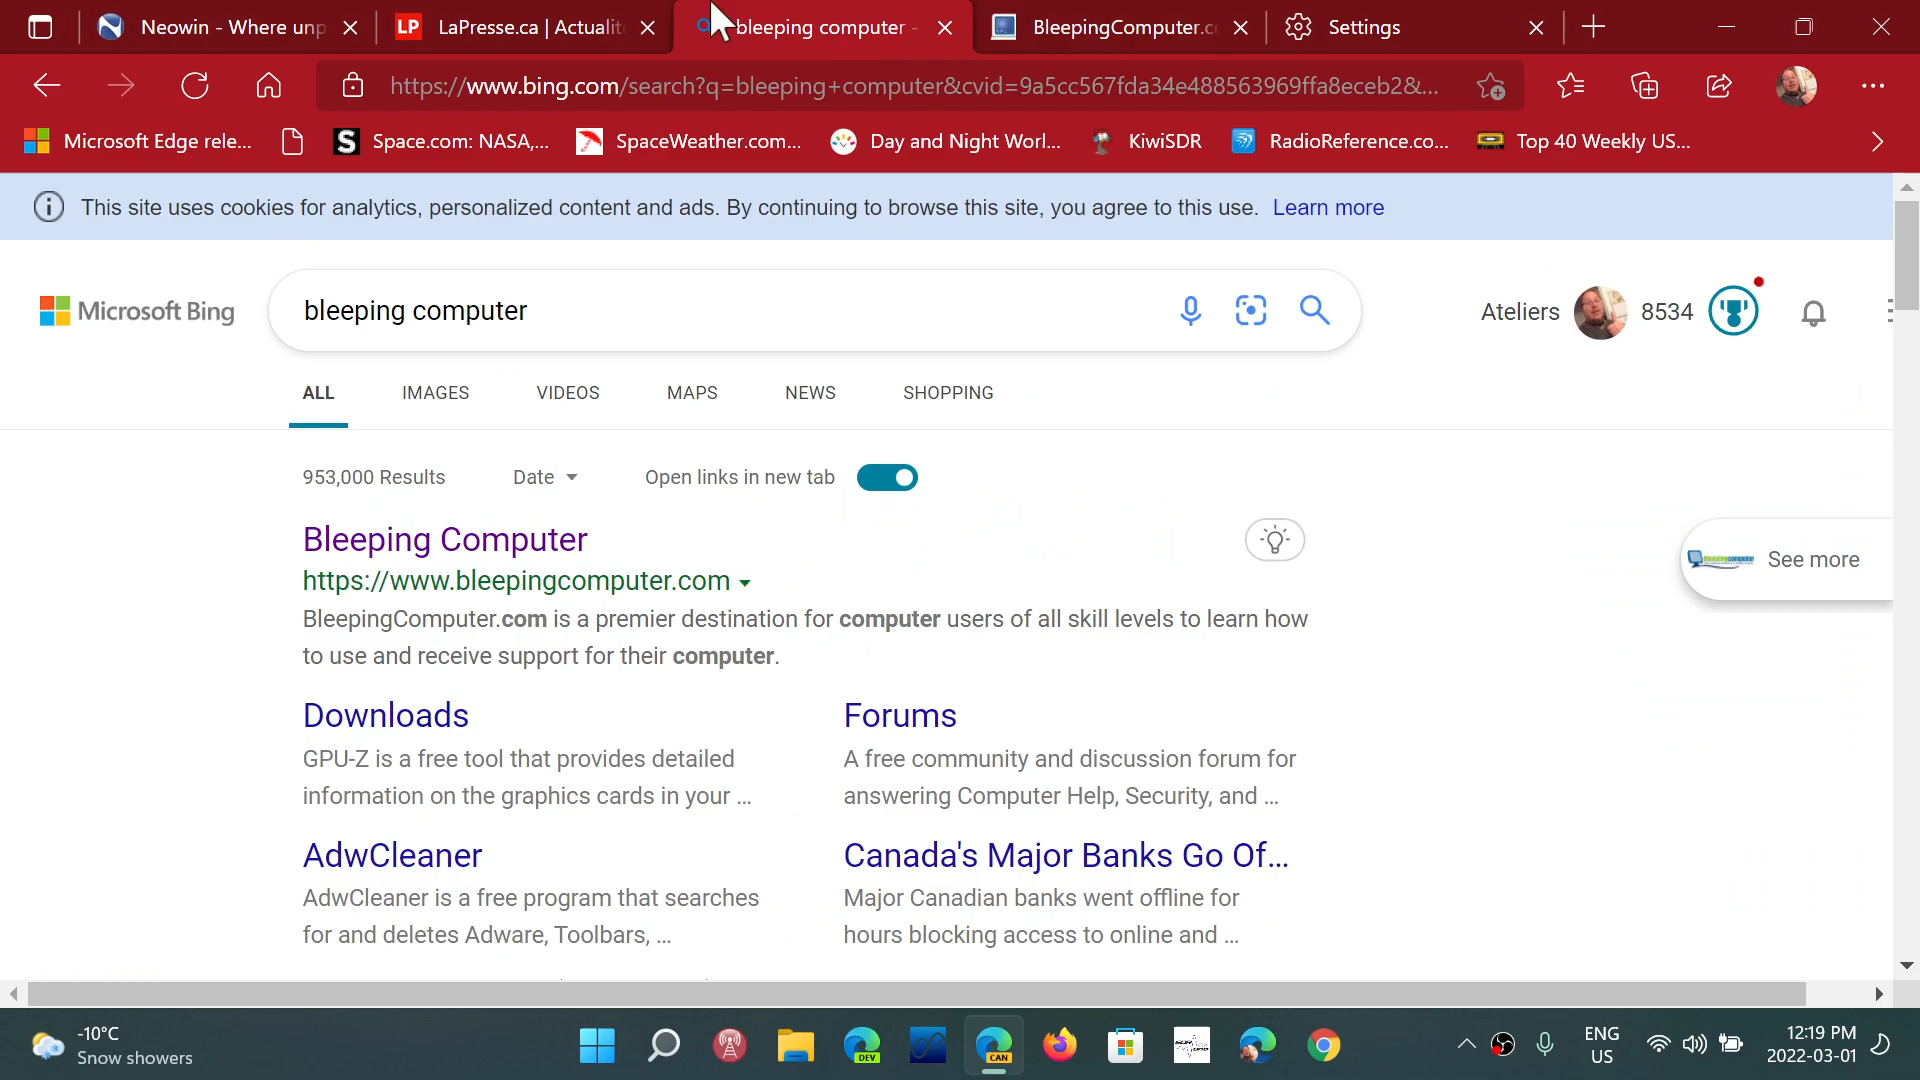 Neowin - Where unp
LP LaPresse.ca | Actualit
bleeping computer -
BleepingComputer.c
Settings
https://www.bing.com/search?q=bleeping+computer&cvid=9a5cc567fda34e488563969ffa8eceb2&...
Microsoft Edge rele...
S Space.com: NASA,...
SpaceWeather.com...
Day and Night Worl...
KiwiSDR
RadioReference.co...
Top 40 Weekly US...
This site uses cookies for analytics, personalized content and ads. By continuing to browse this site, you agree to this use. Learn more
Microsoft Bing
bleeping computer
Ateliers 8534
ALL IMAGES VIDEOS MAPS NEWS SHOPPING
953,000 Results Date Open links in new tab
Bleeping Computer
https://www.bleepingcomputer.com
BleepingComputer.com is a premier destination for computer users of all skill levels to learn how
to use and receive support for their computer.
See more
Downloads
GPU-Z is a free tool that provides detailed
information on the graphics cards in your ...
Forums
A free community and discussion forum for
answering Computer Help, Security, and ...
AdwCleaner
AdwCleaner is a free program that searches
for and deletes Adware, Toolbars, ...
Canada's Major Banks Go Of...
Major Canadian banks went offline for
hours blocking access to online and ...
-10°C
Snow showers
DEV
CAN
ENG
US
12:19 PM
2022-03-01